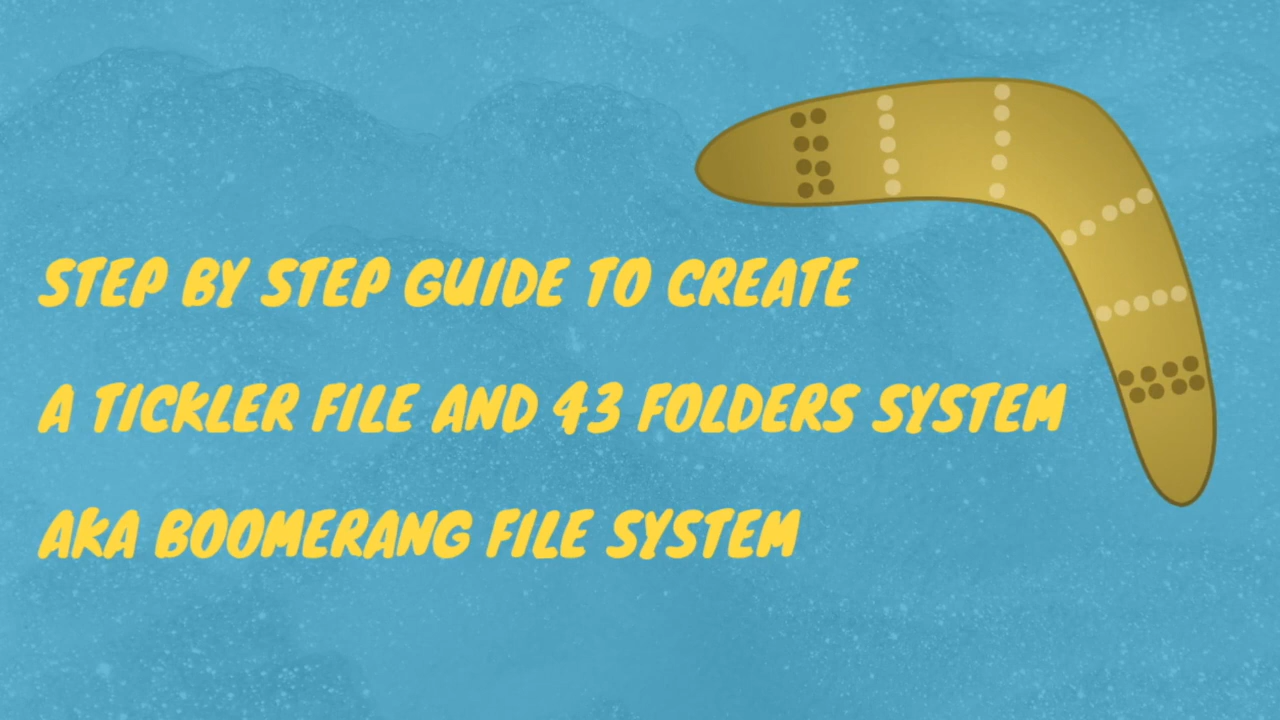 STEP BY STEP GUIDE TO CREATE
A TICKLER FILE AND 43 FOLDERS SYSTEM
AKA BOOMERANG FILE SYSTEM